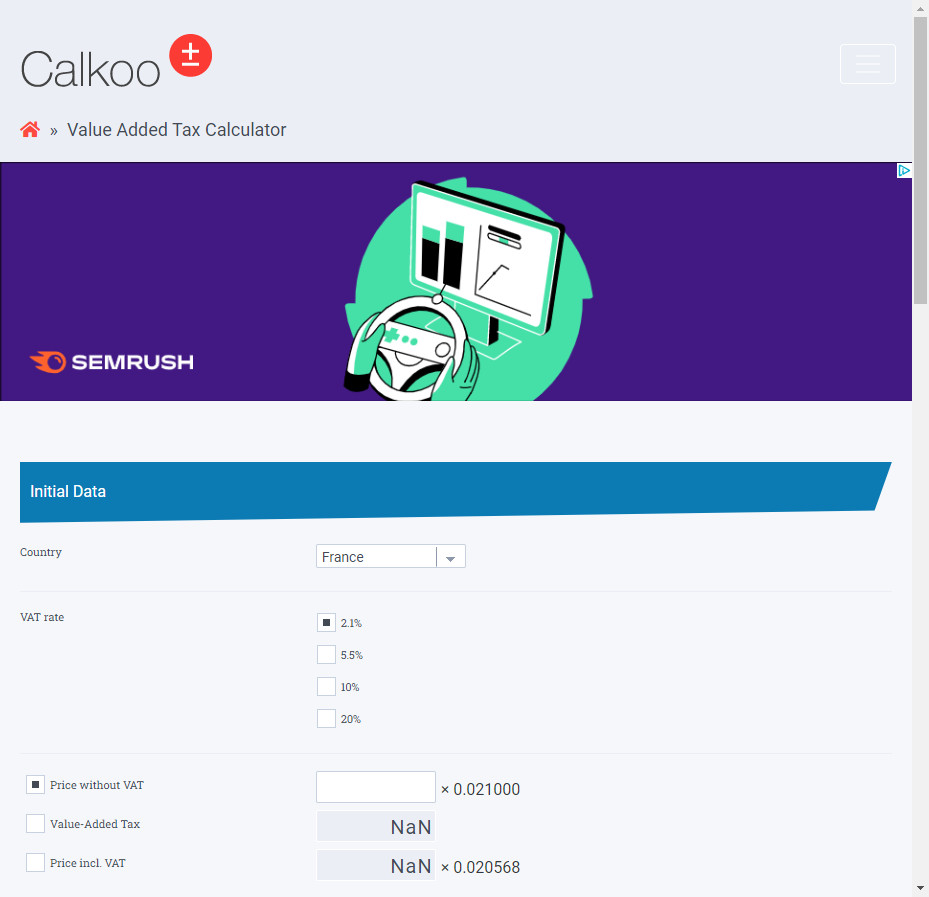 Calkoo ±
» Value Added Tax Calculator
SEMRUSH
Initial Data
Country
France
VAT rate
2.1%
5.5%
10%
20%
Price without VAT
× 0.021000
Value-Added Tax
NaN
Price incl. VAT
NaN × 0.020568